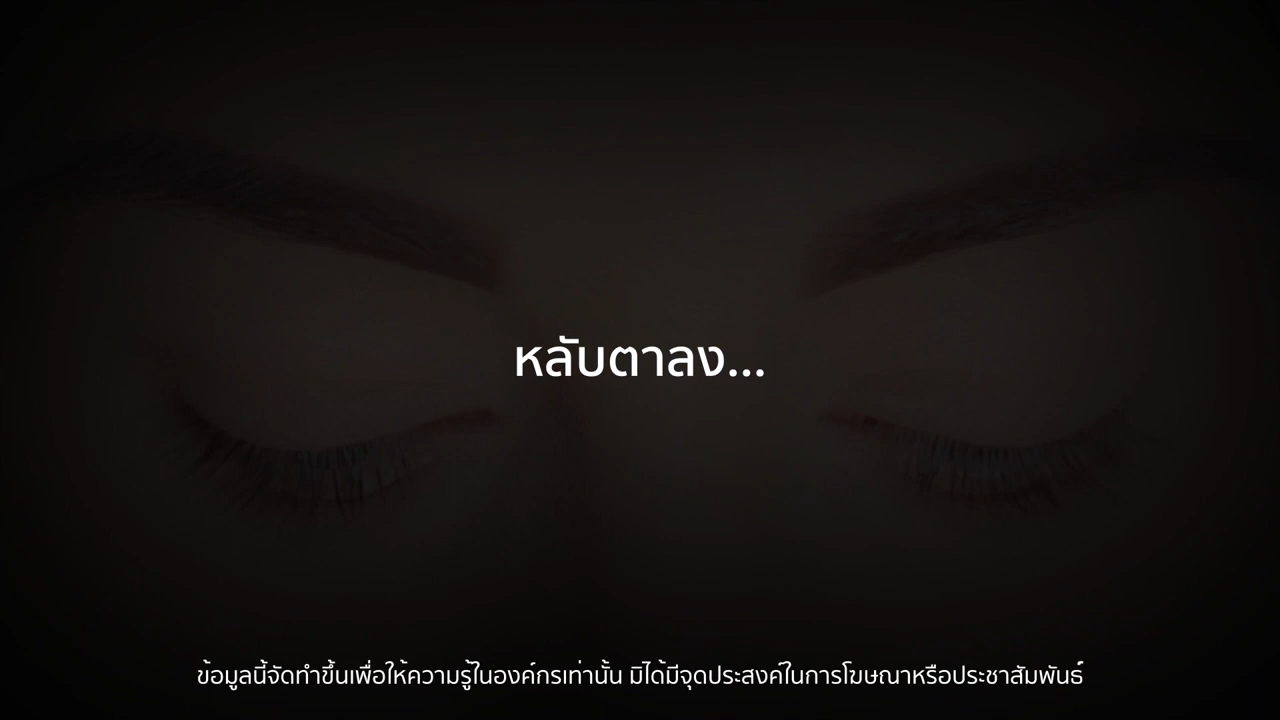 หลับตาลง...
ข้อมูลนี้จัดทำขึ้นเพื่อให้ความรู้ในองค์กรเท่านั้น มิได้มีจุดประสงค์ในการโฆษณาหรือประชาสัมพันธ์